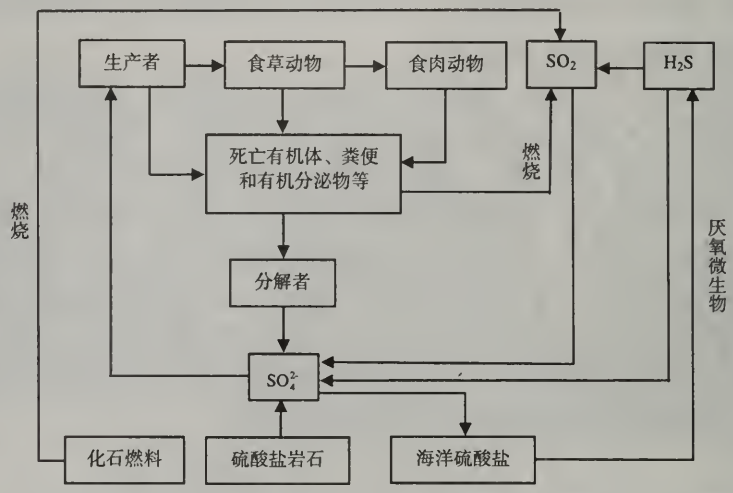 生产者
食草动物
食肉动物
SO₂
H₂S
死亡有机体、粪便
和有机分泌物等
燃烧
燃烧
厌氧微生物
分解者
SO₄²⁻
化石燃料
硫酸盐岩石
海洋硫酸盐